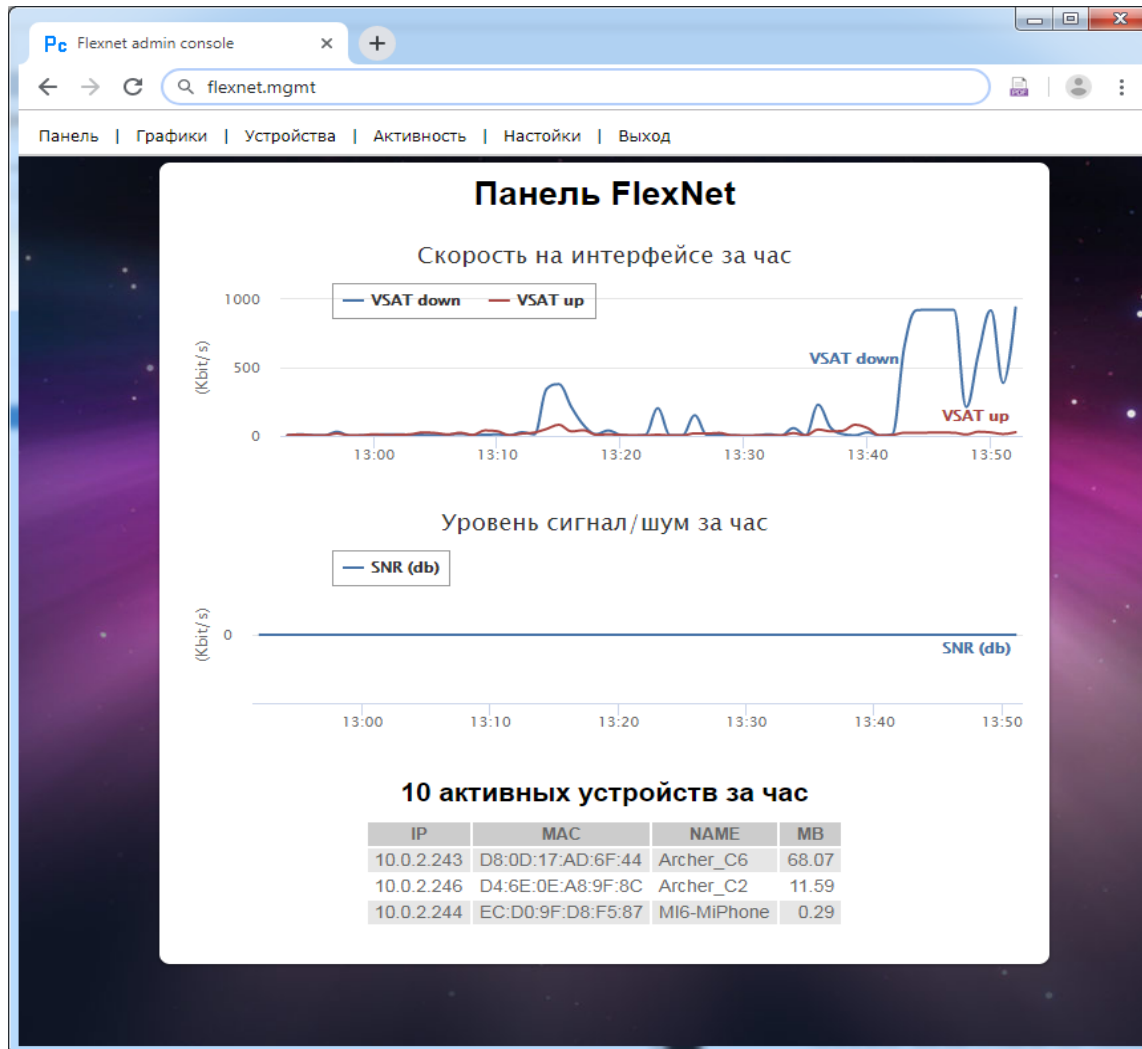 Pc Flexnet admin console
flexnet.mgmt
PDF
Панель | Графики | Устройства | Активность | Настойки | Выход
Панель FlexNet
Скорость на интерфейсе за час
VSAT down VSAT up
(Kbit/s)
1000
500
0
VSAT down
VSAT up
13:00 13:10 13:20 13:30 13:40 13:50
Уровень сигнал/шум за час
SNR (db)
(Kbit/s)
0
SNR (db)
13:00 13:10 13:20 13:30 13:40 13:50
10 активных устройств за час
IP MAC NAME MB
10.0.2.243 D8:0D:17:AD:6F:44 Archer_C6 68.07
10.0.2.246 D4:6E:0E:A8:9F:8C Archer_C2 11.59
10.0.2.244 EC:D0:9F:D8:F5:87 MI6-MiPhone 0.29